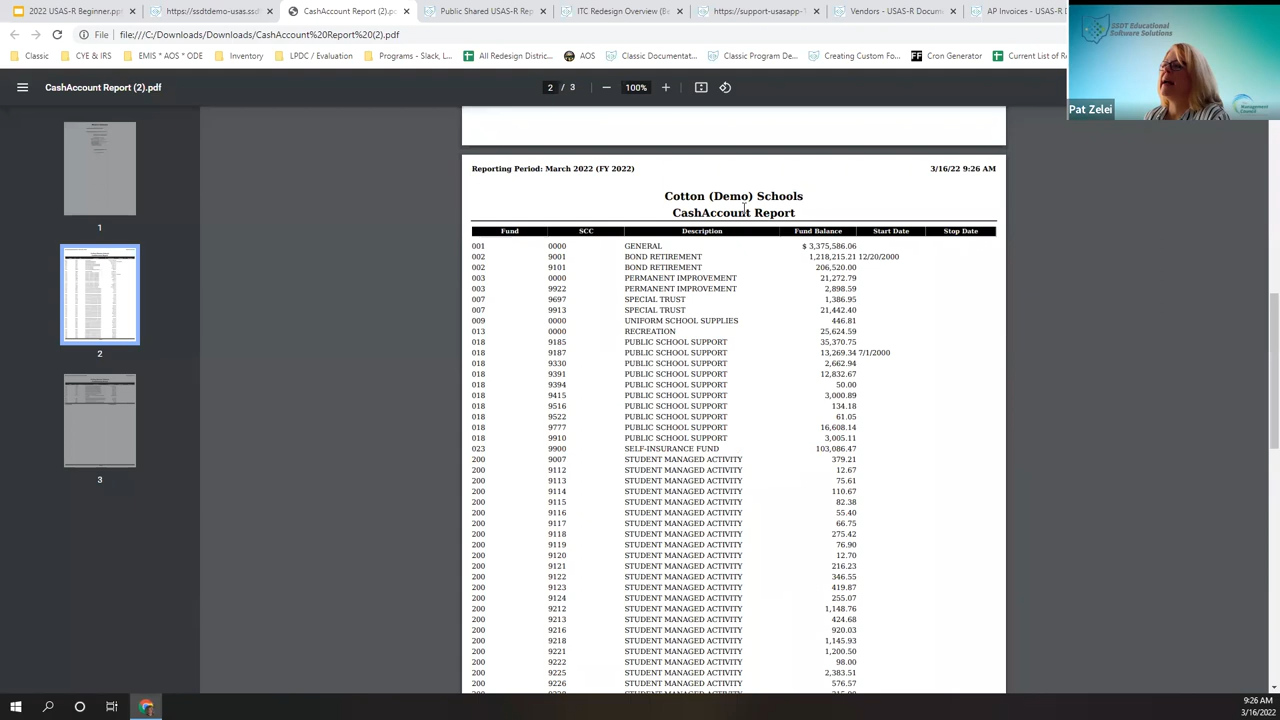 2022 USAS-R Beginner.pp
https://ssdtdemo-usas.ssd
CashAccount Report (2).pc
Public Shared USAS-R Rep
ITC Redesign Overview (B
https://support-usasapp-1
Vendors - USAS-R Docum
AP Invoices - USAS-R D
File file:///C:/Downloads/Downloads/CashAccount%20Report%20(2).pdf
Classic
CYE & IRS
EMIS * AOS * ODE
Inventory
LPDC / Evaluation
Programs - Slack, L...
All Redesign District...
AOS
Classic Documentati...
Classic Program De...
Creating Custom Fo...
Cron Generator
Current List of R
SSDT Educational
Software Solutions
Management
Council
Pat Zelei
CashAccount Report (2).pdf
2 / 3
100%
1
2
3
Reporting Period: March 2022 (FY 2022) 3/16/22 9:26 AM
Cotton (Demo) Schools
CashAccount Report
Fund SCC Description Fund Balance Start Date Stop Date
001 0000 GENERAL $ 3,375,586.06
002 9001 BOND RETIREMENT 1,218,215.21 12/20/2000
002 9101 BOND RETIREMENT 206,520.00
003 0000 PERMANENT IMPROVEMENT 21,272.79
003 9922 PERMANENT IMPROVEMENT 2,898.59
007 9697 SPECIAL TRUST 1,386.95
007 9913 SPECIAL TRUST 21,442.40
009 0000 UNIFORM SCHOOL SUPPLIES 446.81
013 0000 RECREATION 25,624.59
018 9185 PUBLIC SCHOOL SUPPORT 35,370.75
018 9187 PUBLIC SCHOOL SUPPORT 13,269.34 7/1/2000
018 9330 PUBLIC SCHOOL SUPPORT 2,662.94
018 9391 PUBLIC SCHOOL SUPPORT 12,832.67
018 9394 PUBLIC SCHOOL SUPPORT 50.00
018 9415 PUBLIC SCHOOL SUPPORT 3,000.89
018 9516 PUBLIC SCHOOL SUPPORT 134.18
018 9522 PUBLIC SCHOOL SUPPORT 61.05
018 9777 PUBLIC SCHOOL SUPPORT 16,608.14
018 9910 PUBLIC SCHOOL SUPPORT 3,005.11
023 9900 SELF-INSURANCE FUND 103,086.47
200 9007 STUDENT MANAGED ACTIVITY 379.21
200 9112 STUDENT MANAGED ACTIVITY 12.67
200 9113 STUDENT MANAGED ACTIVITY 75.61
200 9114 STUDENT MANAGED ACTIVITY 110.67
200 9115 STUDENT MANAGED ACTIVITY 82.38
200 9116 STUDENT MANAGED ACTIVITY 55.40
200 9117 STUDENT MANAGED ACTIVITY 66.75
200 9118 STUDENT MANAGED ACTIVITY 275.42
200 9119 STUDENT MANAGED ACTIVITY 76.90
200 9120 STUDENT MANAGED ACTIVITY 12.70
200 9121 STUDENT MANAGED ACTIVITY 216.23
200 9122 STUDENT MANAGED ACTIVITY 346.55
200 9123 STUDENT MANAGED ACTIVITY 419.87
200 9124 STUDENT MANAGED ACTIVITY 255.07
200 9212 STUDENT MANAGED ACTIVITY 1,148.76
200 9213 STUDENT MANAGED ACTIVITY 424.68
200 9216 STUDENT MANAGED ACTIVITY 920.03
200 9218 STUDENT MANAGED ACTIVITY 1,145.93
200 9221 STUDENT MANAGED ACTIVITY 1,200.50
200 9222 STUDENT MANAGED ACTIVITY 98.00
200 9225 STUDENT MANAGED ACTIVITY 2,383.51
200 9226 STUDENT MANAGED ACTIVITY 576.57
9:26 AM
3/16/2022